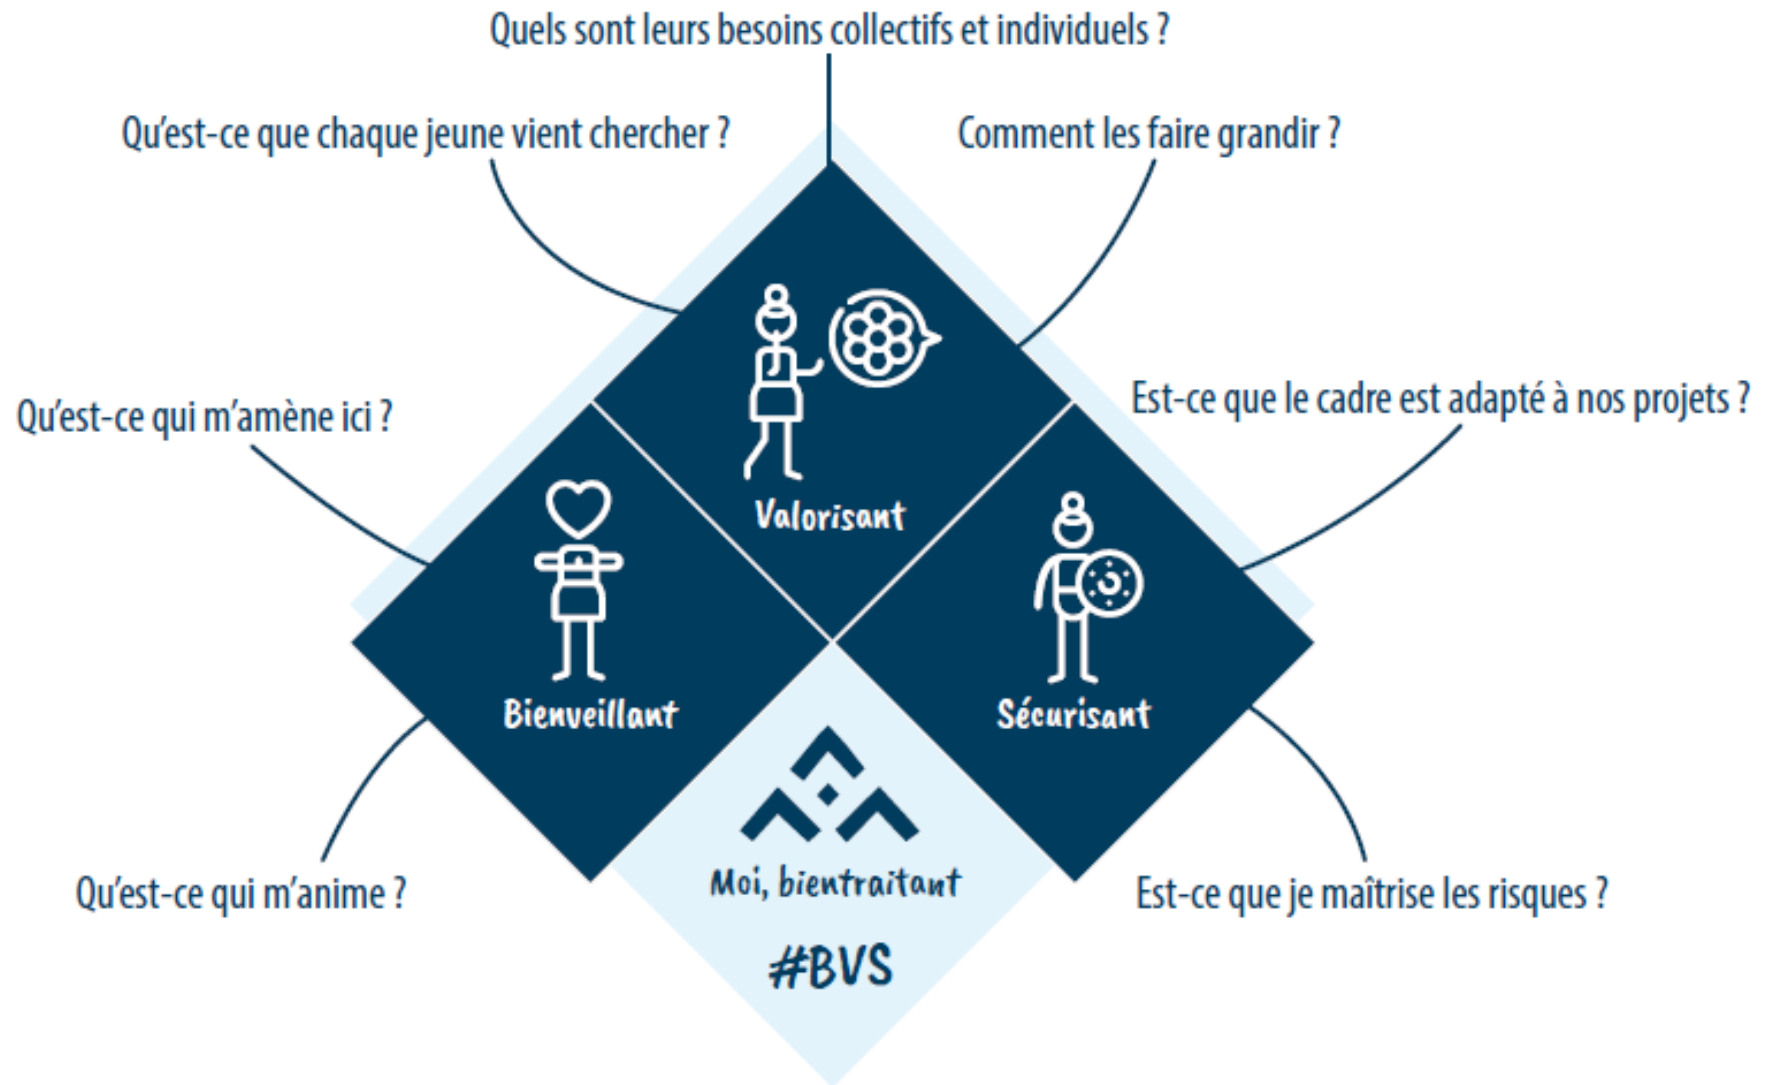 Quels sont leurs besoins collectifs et individuels ?
Qu’est-ce que chaque jeune vient chercher ?
Comment les faire grandir ?
Est-ce que le cadre est adapté à nos projets ?
Qu’est-ce qui m’amène ici ?
Valorisant
Bienveillant
Sécurisant
Moi, bientraitant
Qu’est-ce qui m’anime ?
Est-ce que je maîtrise les risques ?
#BVS